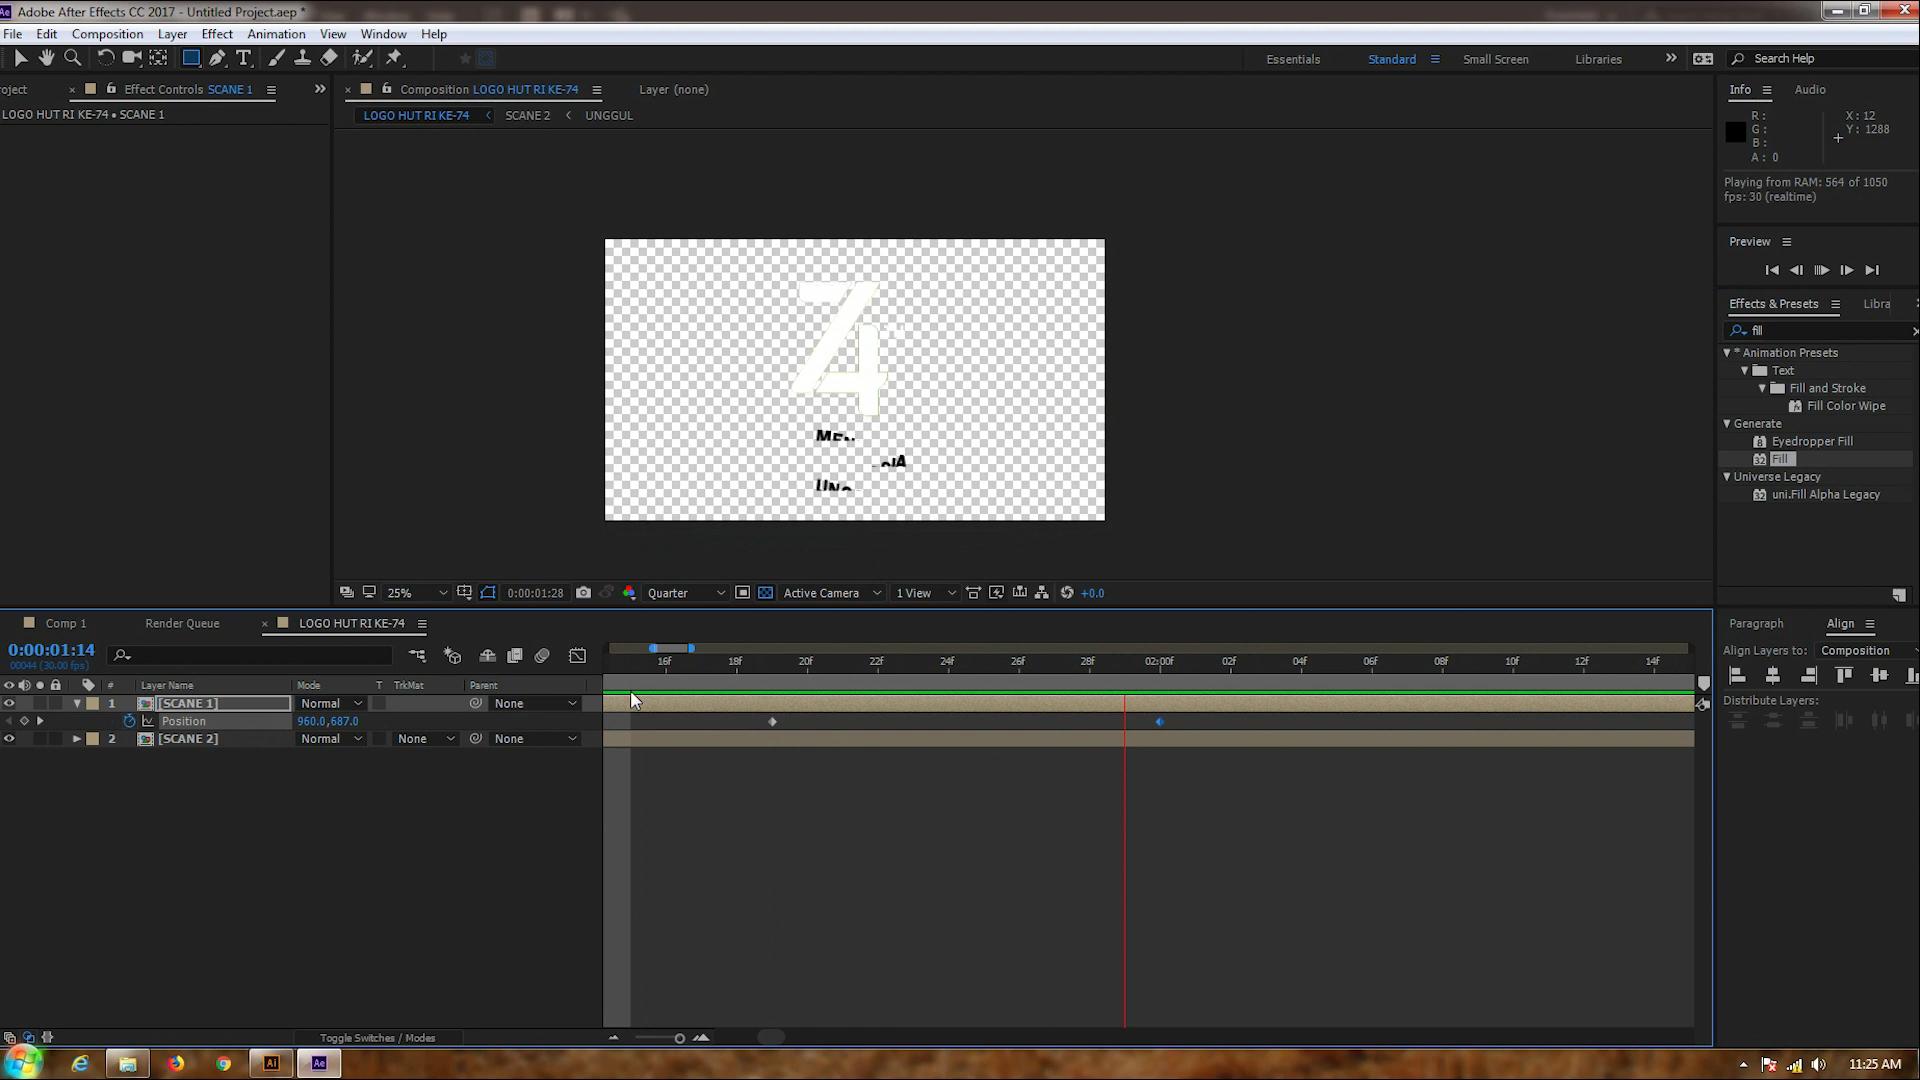 Adobe After Effects CC 2017 - Untitled Project.aep *
File Edit Composition Layer Effect Animation View Window Help
Essentials Standard Small Screen Libraries Search Help
roject Effect Controls SCANE 1
Composition LOGO HUT RI KE-74 Layer (none)
Info Audio
LOGO HUT RI KE-74 • SCANE 1
LOGO HUT RI KE-74 SCANE 2 UNGGUL
R :
G :
B :
A : 0
X : 12
Y : 1288
Playing from RAM: 564 of 1050
fps: 30 (realtime)
Preview
Effects & Presets Libra
fill
* Animation Presets
Text
Fill and Stroke
Fill Color Wipe
Generate
Eyedropper Fill
Fill
Universe Legacy
uni.Fill Alpha Legacy
74
25% 0:00:01:28 Quarter Active Camera 1 View +0.0
Comp 1 Render Queue LOGO HUT RI KE-74
Paragraph Align
0:00:01:14
00044 (30.00 fps)
Align Layers to: Composition
16f 18f 20f 22f 24f 26f 28f 02:00f 02f 04f 06f 08f 10f 12f 14f
# Layer Name Mode T TrkMat Parent
1 [SCANE 1] Normal None
Position 960.0,687.0
2 [SCANE 2] Normal None None
Distribute Layers:
Toggle Switches / Modes
Ai Ae
11:25 AM